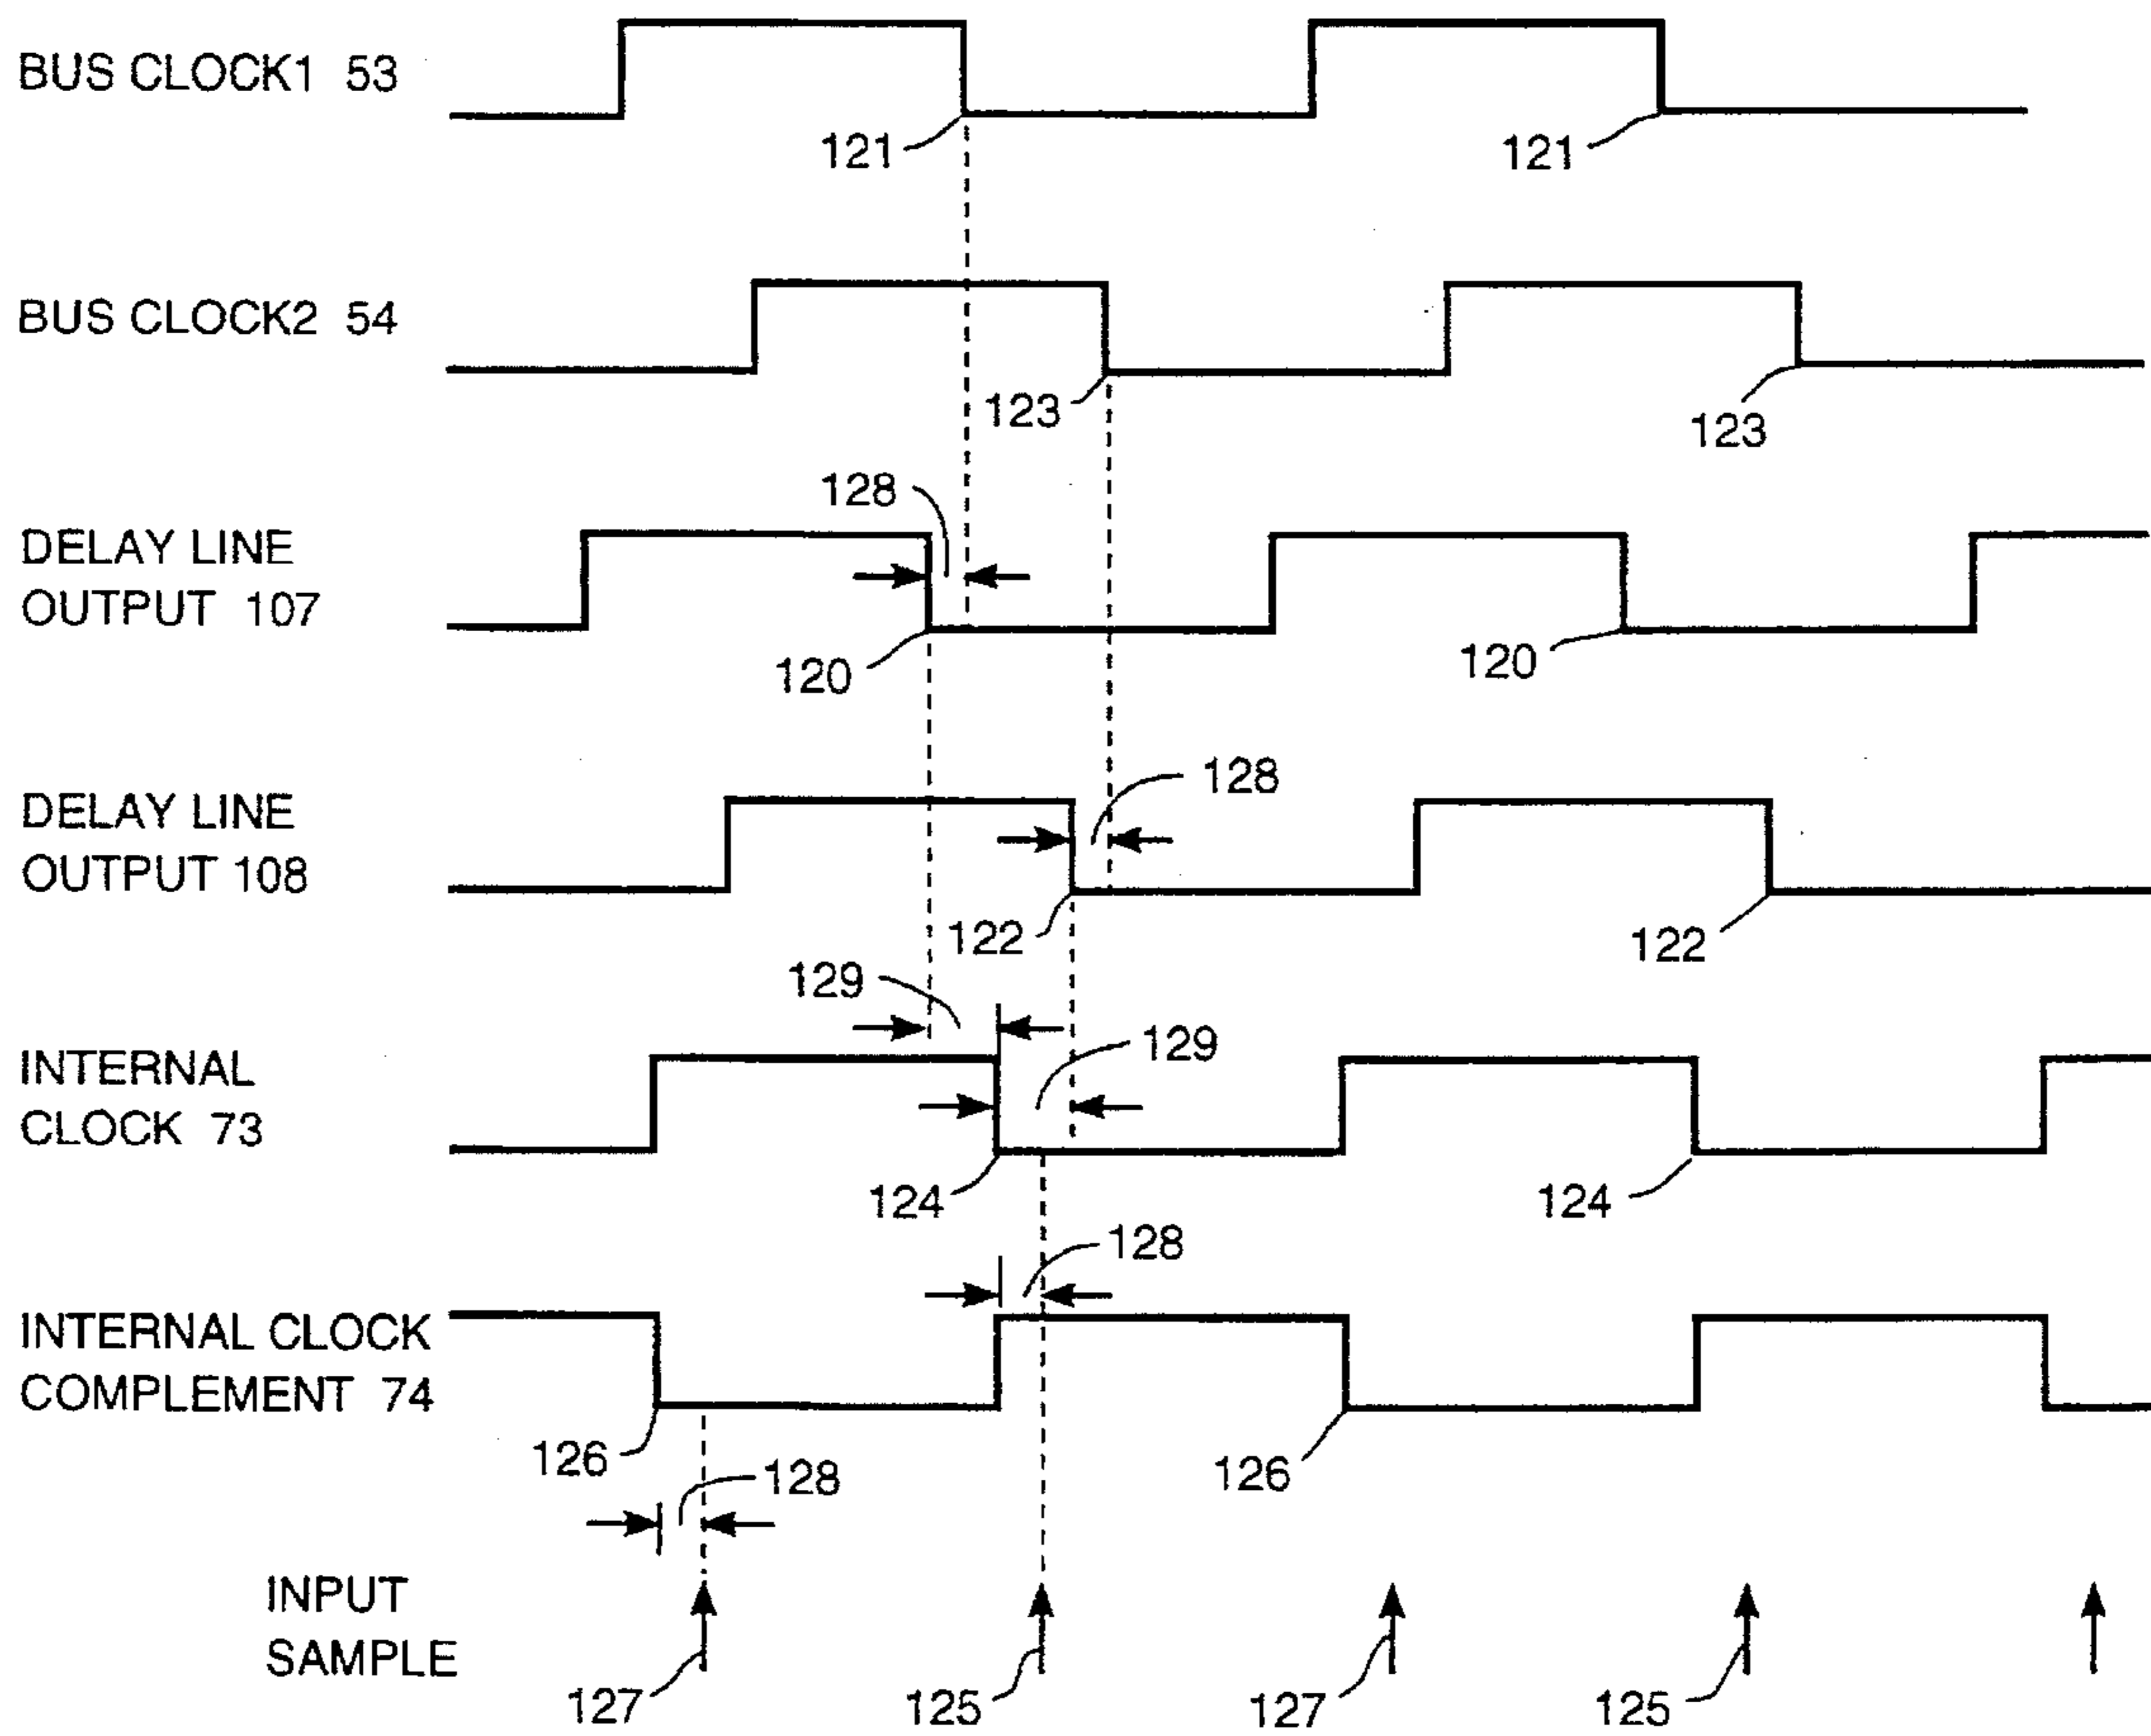 BUS CLOCK1 53
121
121
BUS CLOCK2 54
123
123
128
DELAY LINE
OUTPUT 107
120
120
128
DELAY LINE
OUTPUT 108
122
122
129
129
INTERNAL
CLOCK 73
124
124
128
INTERNAL CLOCK
COMPLEMENT 74
126
126
128
INPUT
SAMPLE
127
125
127
125